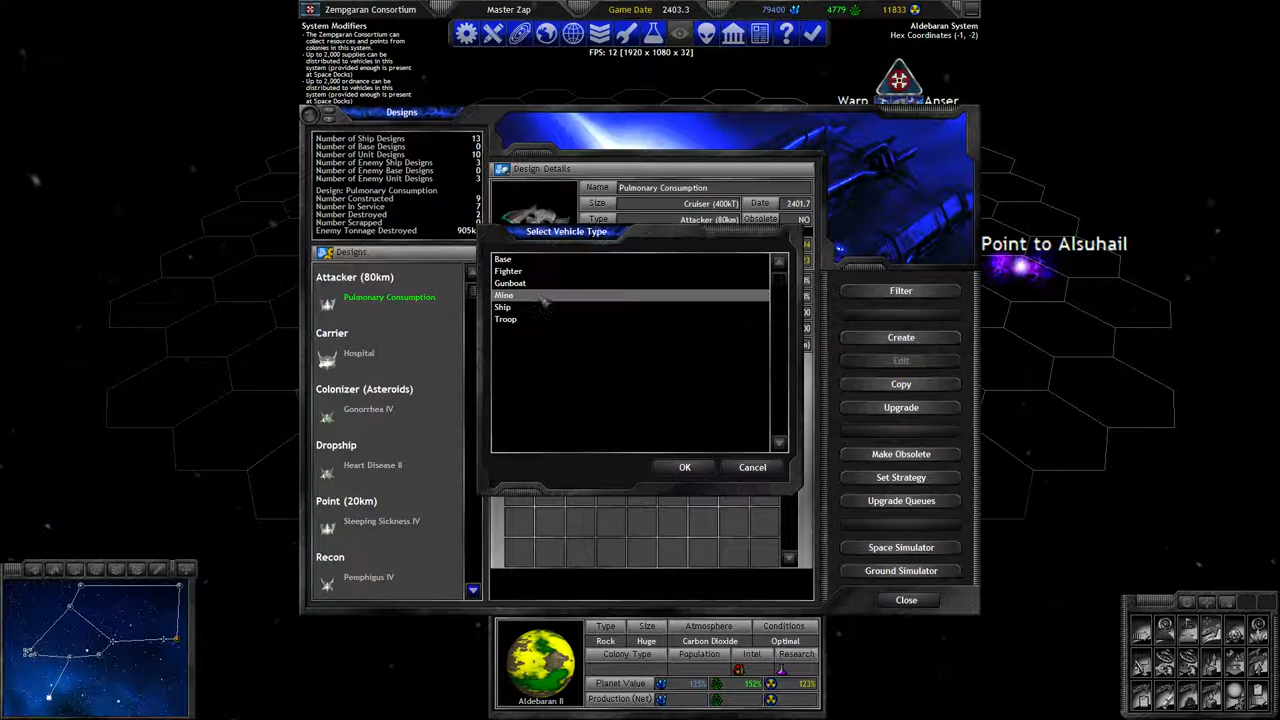 Zempgaran Consortium
Master Zap
Game Date 2403.3
79400
4779
11833
System Modifiers
- The Zempgaran Consortium can
collect resources and points from
colonies in this system.
- Up to 2,000 supplies can be
distributed to vehicles in this
system (provided enough is present
at Space Docks)
- Up to 2,000 ordnance can be
distributed to vehicles in this
system (provided enough is present
at Space Docks)
FPS: 12 [1920 x 1080 x 32]
Aldebaran System
Hex Coordinates (-1, -2)
Warp
Anser
Point to Alsuhail
Designs
Number of Ship Designs 13
Number of Base Designs 0
Number of Unit Designs 10
Number of Enemy Ship Designs 3
Number of Enemy Base Designs 0
Number of Enemy Unit Designs 3
Design: Pulmonary Consumption
Number Constructed 9
Number In Service 7
Number Destroyed 2
Number Scrapped 0
Enemy Tonnage Destroyed 905k
Designs
Attacker (80km)
Pulmonary Consumption
Carrier
Hospital
Colonizer (Asteroids)
Gonorrhea IV
Dropship
Heart Disease II
Point (20km)
Sleeping Sickness IV
Recon
Pemphigus IV
Design Details
Name Pulmonary Consumption
Size Cruiser (400kT) Date 2401.7
Type Attacker (80km) Obsolete NO
Select Vehicle Type
Base
Fighter
Gunboat
Mine
Ship
Troop
OK
Cancel
Filter
Create
Edit
Copy
Upgrade
Make Obsolete
Set Strategy
Upgrade Queues
Space Simulator
Ground Simulator
Close
Type Size Atmosphere Conditions
Rock Huge Carbon Dioxide Optimal
Colony Type Population Intel Research
Planet Value 125% 152% 123%
Production (Net)
Aldebaran II